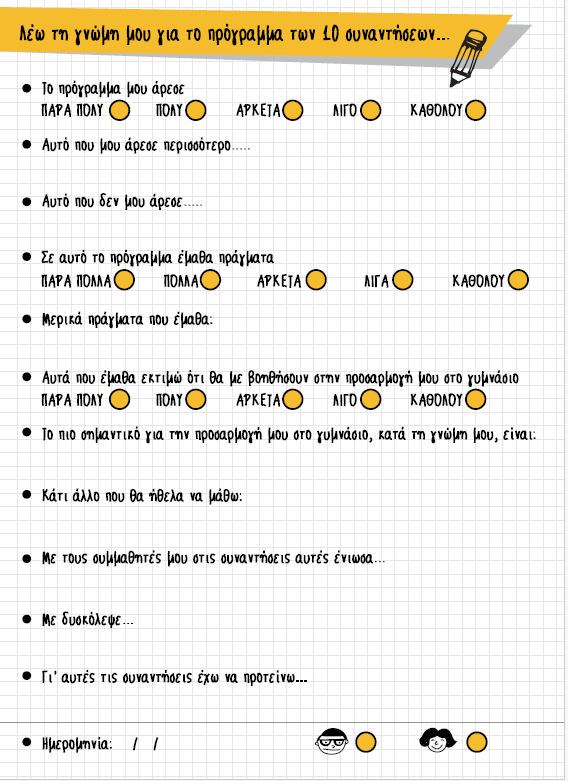 Λέω τη γνώμη μου για το πρόγραμμα των 10 συναντήσεων...
Το πρόγραμμα μου άρεσε
ΠΑΡΑ ΠΟΛΥ ΠΟΛΥ ΑΡΚΕΤΑ ΛΙΓΟ ΚΑΘΟΛΟΥ
Αυτό που μου άρεσε περισσότερο.....
Αυτό που δεν μου άρεσε.....
Σε αυτό το πρόγραμμα έμαθα πράγματα
ΠΑΡΑ ΠΟΛΛΑ ΠΟΛΛΑ ΑΡΚΕΤΑ ΛΙΓΑ ΚΑΘΟΛΟΥ
Μερικά πράγματα που έμαθα:
Αυτά που έμαθα εκτιμώ ότι θα με βοηθήσουν στην προσαρμογή μου στο γυμνάσιο
ΠΑΡΑ ΠΟΛΥ ΠΟΛΥ ΑΡΚΕΤΑ ΛΙΓΟ ΚΑΘΟΛΟΥ
Το πιο σημαντικό για την προσαρμογή μου στο γυμνάσιο, κατά τη γνώμη μου, είναι:
Κάτι άλλο που θα ήθελα να μάθω:
Με τους συμμαθητές μου στις συναντήσεις αυτές ένιωσα...
Με δυσκόλεψε...
Γι' αυτές τις συναντήσεις έχω να προτείνω...
Ημερομηνία: / /